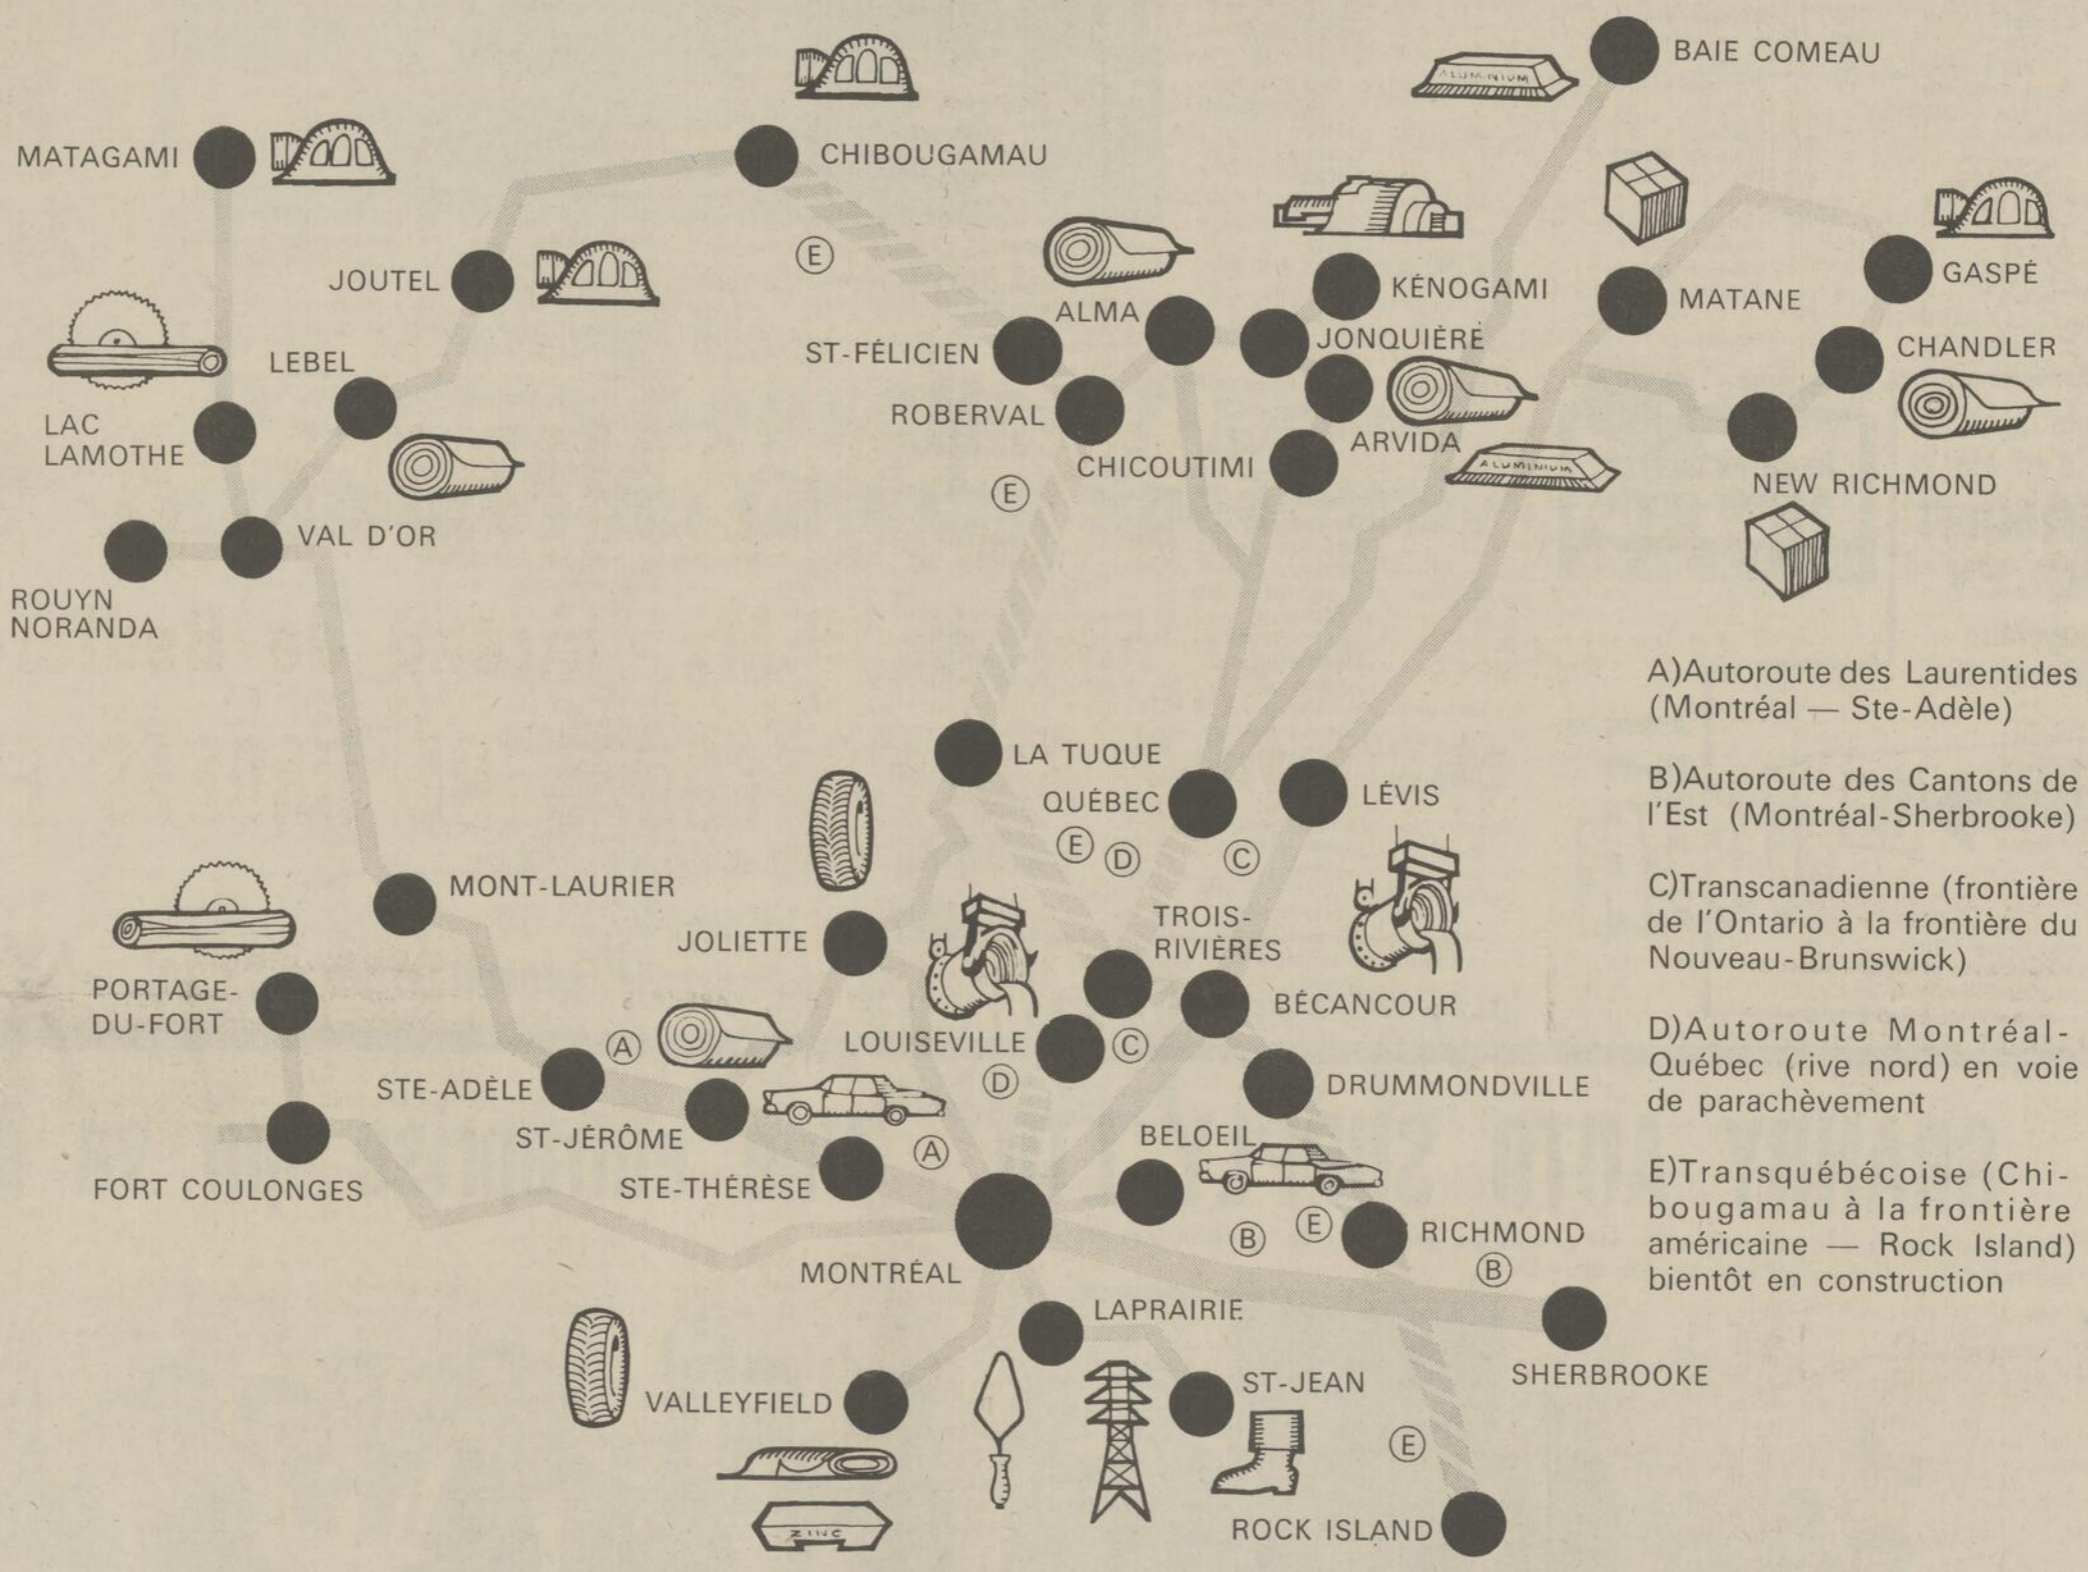 BAIE COMEAU
ALUMINIUM
MATAGAMI
CHIBOUGAMAU
E
JOUTEL
KÉNOGAMI
GASPÉ
ALMA
MATANE
ST-FÉLICIEN
JONQUIÈRE
CHANDLER
LEBEL
ROBERVAL
LAC
LAMOTHE
ARVIDA
CHICOUTIMI
ALUMINIUM
NEW RICHMOND
E
VAL D'OR
ROUYN
NORANDA
A)Autoroute des Laurentides
(Montréal — Ste-Adèle)
B)Autoroute des Cantons de
l'Est (Montréal-Sherbrooke)
C)Transcanadienne (frontière
de l'Ontario à la frontière du
Nouveau-Brunswick)
D)Autoroute Montréal-
Québec (rive nord) en voie
de parachèvement
E)Transquébécoise (Chi-
bougamau à la frontière
américaine — Rock Island)
bientôt en construction
LA TUQUE
QUÉBEC
LÉVIS
E D C
MONT-LAURIER
JOLIETTE
TROIS-
RIVIÈRES
PORTAGE-
DU-FORT
BÉCANCOUR
A
LOUISEVILLE
C
D
STE-ADÈLE
DRUMMONDVILLE
ST-JÉRÔME
BELOEIL
A
FORT COULONGES
STE-THÉRÈSE
B E
RICHMOND
B
MONTRÉAL
LAPRAIRIE
SHERBROOKE
VALLEYFIELD
ST-JEAN
E
ZINC
ROCK ISLAND